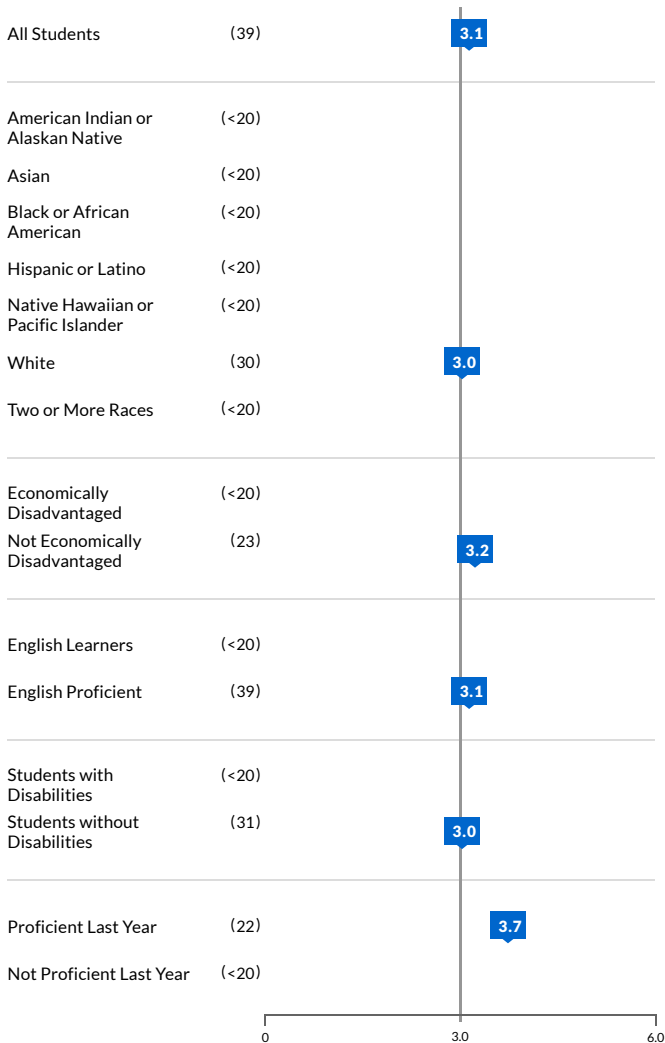 All Students (39) 3.1
American Indian or
Alaskan Native (<20)
Asian (<20)
Black or African
American (<20)
Hispanic or Latino (<20)
Native Hawaiian or
Pacific Islander (<20)
White (30) 3.0
Two or More Races (<20)
Economically
Disadvantaged (<20)
Not Economically
Disadvantaged (23) 3.2
English Learners (<20)
English Proficient (39) 3.1
Students with
Disabilities (<20)
Students without
Disabilities (31) 3.0
Proficient Last Year (22) 3.7
Not Proficient Last Year (<20)
0 3.0 6.0